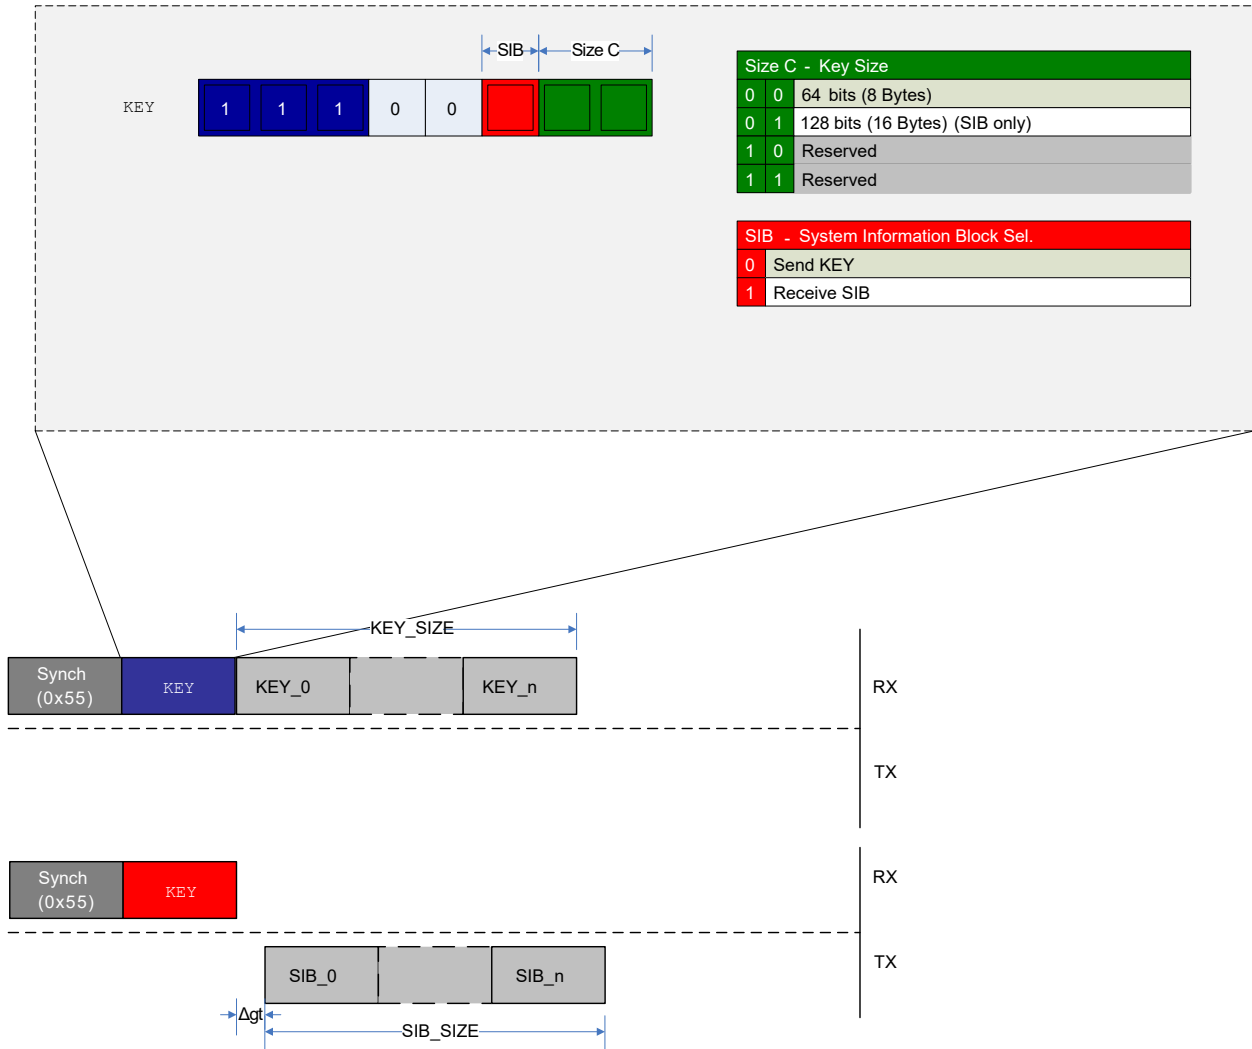 SIB Size C
KEY 1 1 1 0 0
Size C - Key Size
0 0 64 bits (8 Bytes)
0 1 128 bits (16 Bytes) (SIB only)
1 0 Reserved
1 1 Reserved
SIB - System Information Block Sel.
0 Send KEY
1 Receive SIB
KEY_SIZE
Synch
(0x55)
KEY
KEY_0
KEY_n
RX
TX
Synch
(0x55)
KEY
RX
SIB_0
SIB_n
TX
Δgt
SIB_SIZE